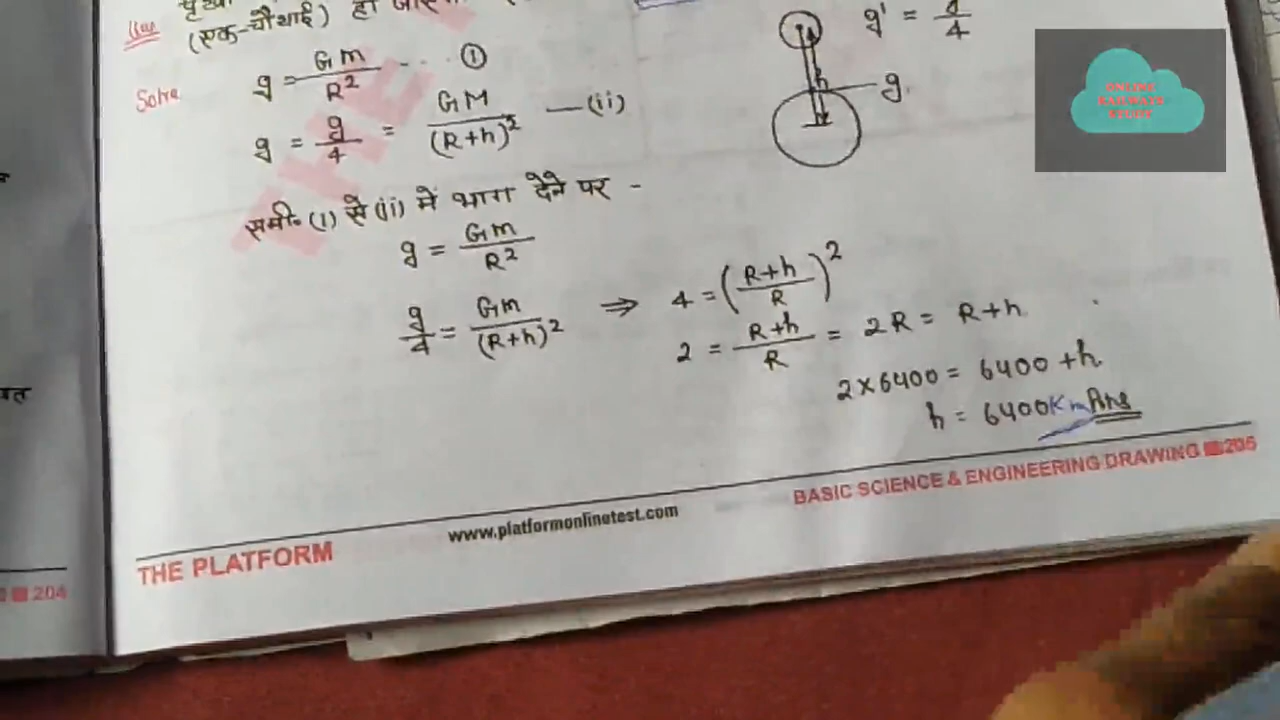 (एक-चौथाई) हो
g' = g/4
Solve
g = GM/R² --- ①
g = g/4 = GM/(R+h)² —(ii)
g
h
ONLINE
RAILWAYS
STUDY
समी० (i) से (ii) में भाग देने पर -
g = GM/R²
g/4 = GM/(R+h)² ⇒ 4 = (R+h/R)²
2 = R+h/R = 2R = R+h
2×6400 = 6400 +h
h = 6400Km Ans
BASIC SCIENCE & ENGINEERING DRAWING 205
www.platformonlinetest.com
THE PLATFORM
204